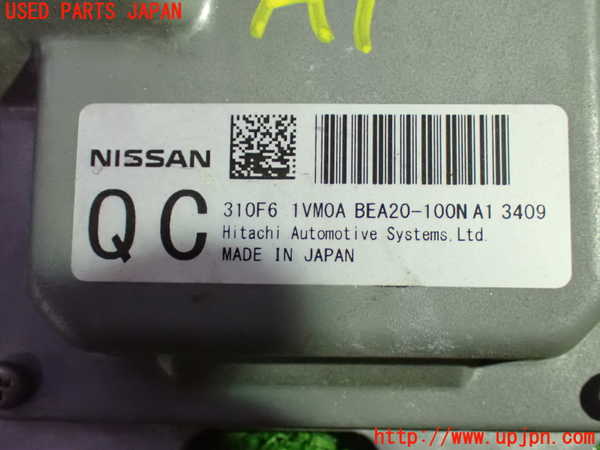 USED PARTS JAPAN
A1
NISSAN
QC
310F6 1VM0A BEA20-100N A1 3409
Hitachi Automotive Systems,Ltd.
MADE IN JAPAN
http://www.upjpn.com/